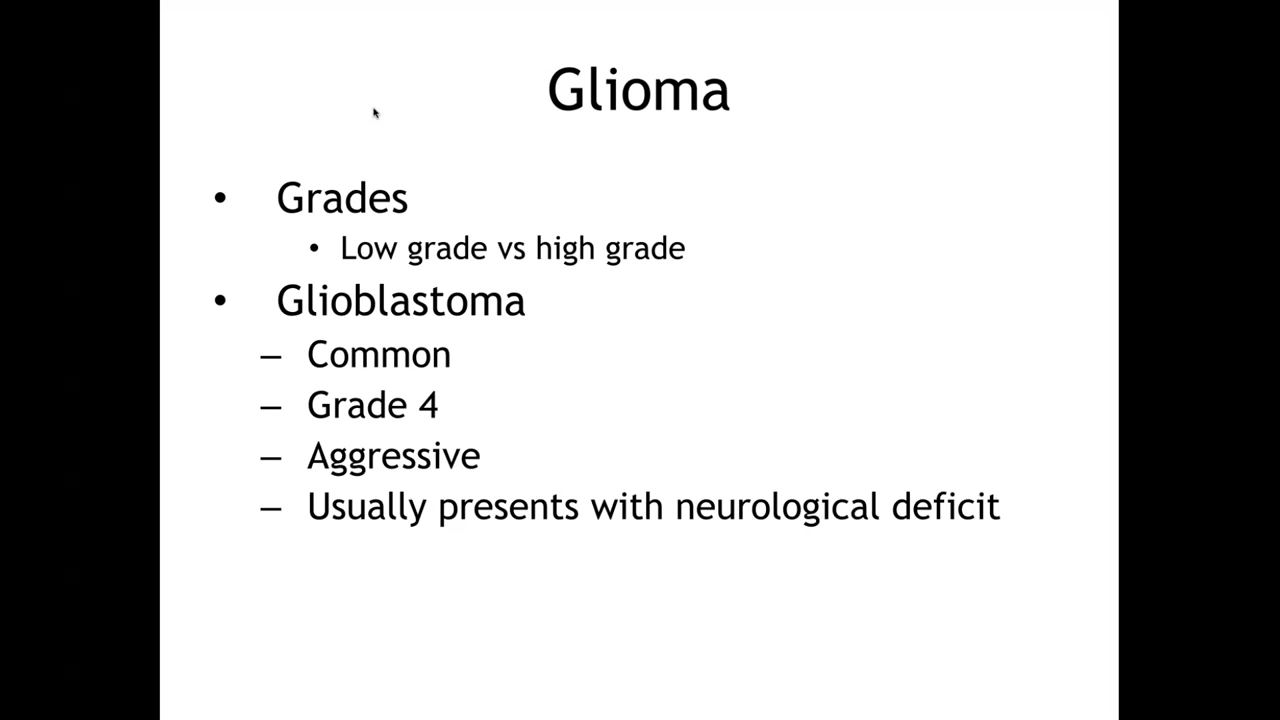 Glioma
• Grades
• Low grade vs high grade
• Glioblastoma
– Common
– Grade 4
– Aggressive
– Usually presents with neurological deficit